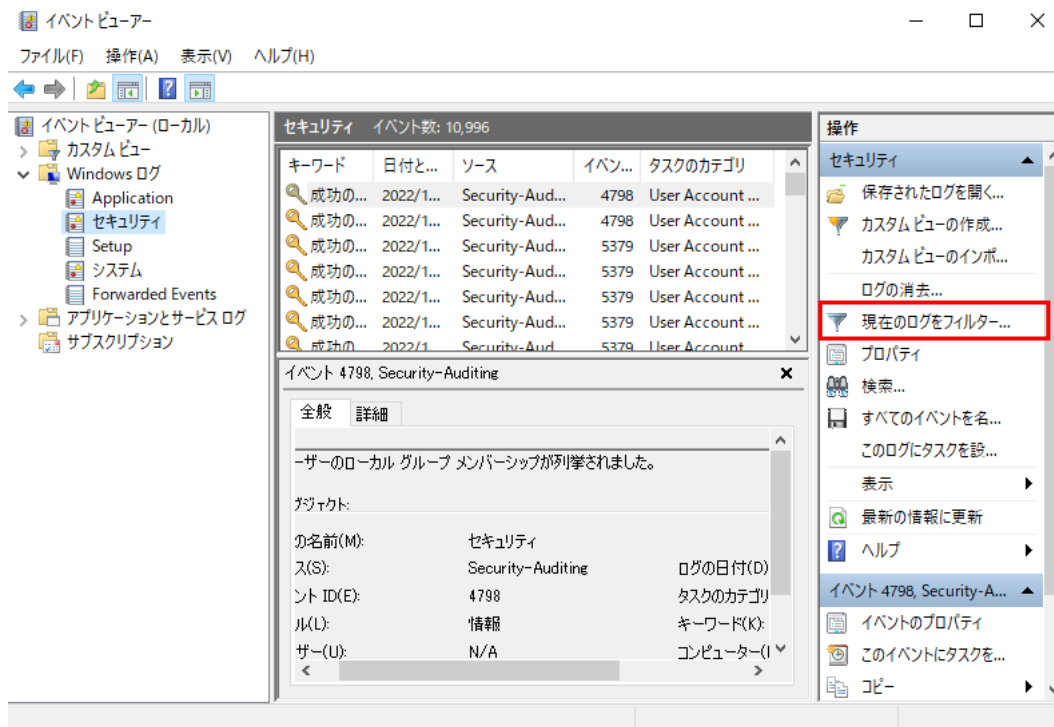 イベント ビューアー
ファイル(F) 操作(A) 表示(V) ヘルプ(H)
イベント ビューアー (ローカル)
カスタム ビュー
Windows ログ
Application
セキュリティ
Setup
システム
Forwarded Events
アプリケーションとサービス ログ
サブスクリプション
セキュリティ イベント数: 10,996
キーワード 日付と... ソース イベン... タスクのカテゴリ
成功の... 2022/1... Security-Aud... 4798 User Account ...
成功の... 2022/1... Security-Aud... 4798 User Account ...
成功の... 2022/1... Security-Aud... 5379 User Account ...
成功の... 2022/1... Security-Aud... 5379 User Account ...
成功の... 2022/1... Security-Aud... 5379 User Account ...
成功の... 2022/1... Security-Aud... 5379 User Account ...
成功の 2022/1 Security-Aud 5379 User Account
イベント 4798, Security-Auditing
全般 詳細
ーザーのローカル グループ メンバーシップが列挙されました。
ブジェクト:
の名前(M): セキュリティ
ス(S): Security-Auditing ログの日付(D)
ント ID(E): 4798 タスクのカテゴリ
ル(L): 情報 キーワード(K):
ザー(U): N/A コンピューター(
操作
セキュリティ
保存されたログを開く...
カスタム ビューの作成...
カスタム ビューのインポ...
ログの消去...
現在のログをフィルター...
プロパティ
検索...
すべてのイベントを名...
このログにタスクを設...
表示
最新の情報に更新
ヘルプ
イベント 4798, Security-A...
イベントのプロパティ
このイベントにタスクを...
コピー